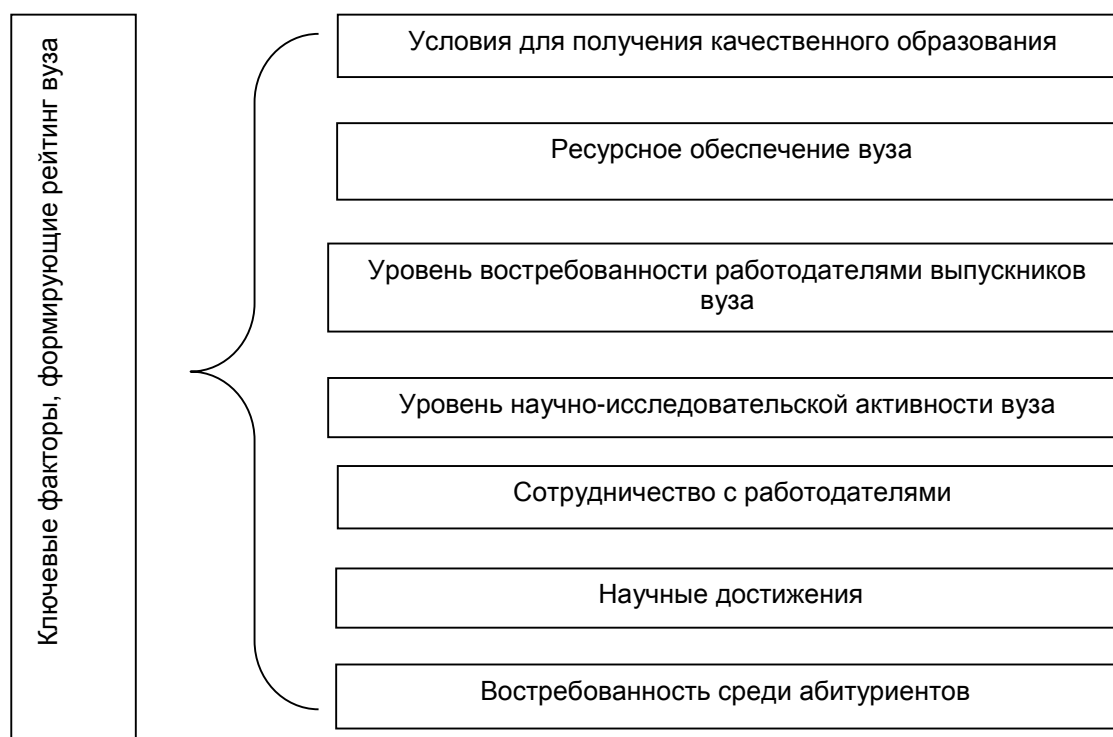 Ключевые факторы, формирующие рейтинг вуза
Условия для получения качественного образования
Ресурсное обеспечение вуза
Уровень востребованности работодателями выпускников
вуза
Уровень научно-исследовательской активности вуза
Сотрудничество с работодателями
Научные достижения
Востребованность среди абитуриентов